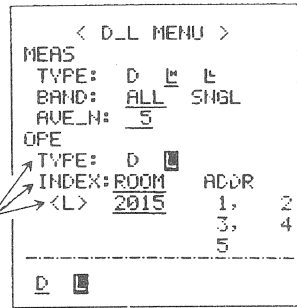 < D_L MENU >
MEAS
TYPE: D L L
BAND: ALL SNGL
AVE_N: 5
OPE
TYPE: D L
INDEX: ROOM ADDR
<L> 2015 1, 2
3, 4
5
D L